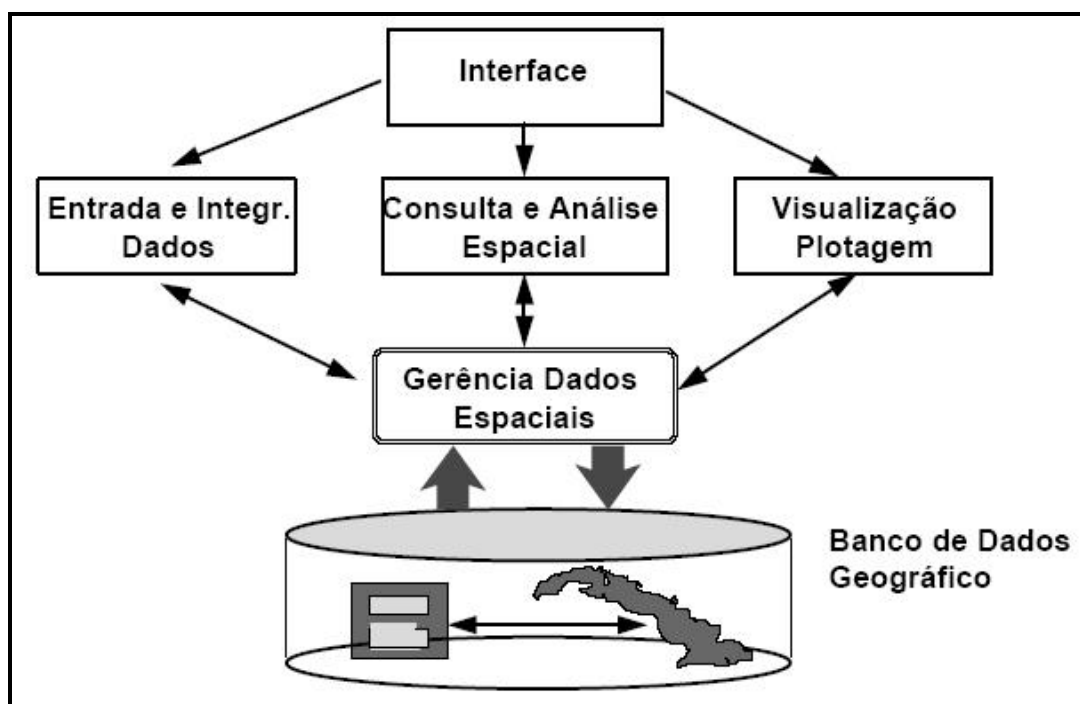 Interface
Entrada e Integr.
Dados
Consulta e Análise
Espacial
Visualização
Plotagem
Gerência Dados
Espaciais
Banco de Dados
Geográfico